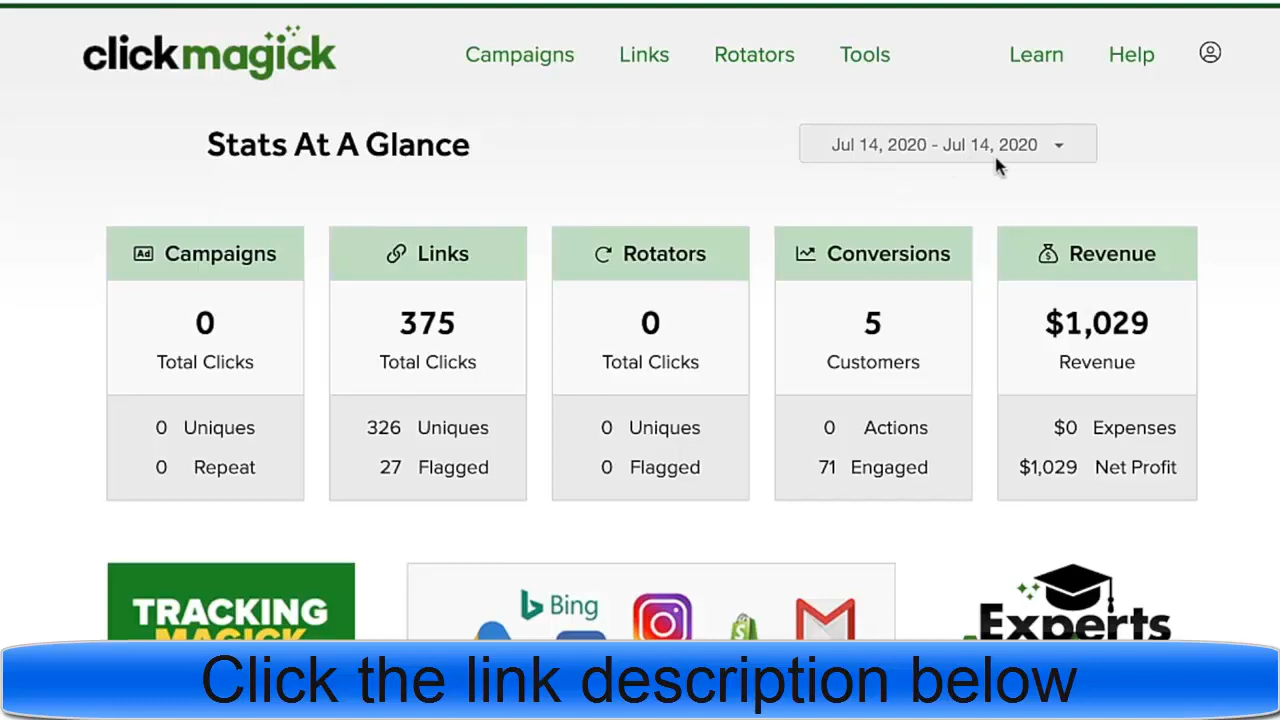 clickmagick
Campaigns Links Rotators Tools Learn Help
Stats At A Glance
Jul 14, 2020 - Jul 14, 2020
Ad Campaigns
Links
Rotators
Conversions
$ Revenue
0
Total Clicks
375
Total Clicks
0
Total Clicks
5
Customers
$1,029
Revenue
0 Uniques
0 Repeat
326 Uniques
27 Flagged
0 Uniques
0 Flagged
0 Actions
71 Engaged
$0 Expenses
$1,029 Net Profit
TRACKING
MAGICK
Bing
Experts
Click the link description below